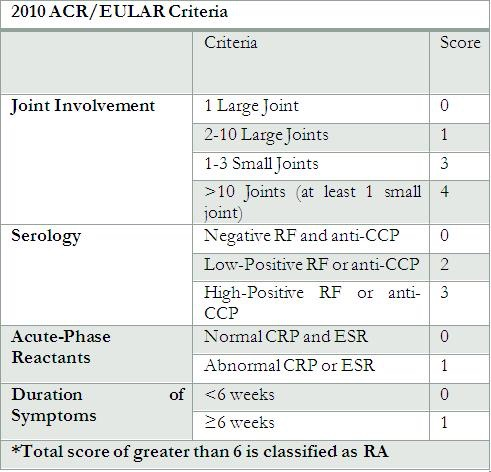 2010 ACR/EULAR Criteria
Criteria Score
Joint Involvement 1 Large Joint 0
2-10 Large Joints 1
1-3 Small Joints 3
>10 Joints (at least 1 small 4
joint)
Serology Negative RF and anti-CCP 0
Low-Positive RF or anti-CCP 2
High-Positive RF or anti- 3
CCP
Acute-Phase Normal CRP and ESR 0
Reactants Abnormal CRP or ESR 1
Duration of <6 weeks 0
Symptoms ≥6 weeks 1
*Total score of greater than 6 is classified as RA